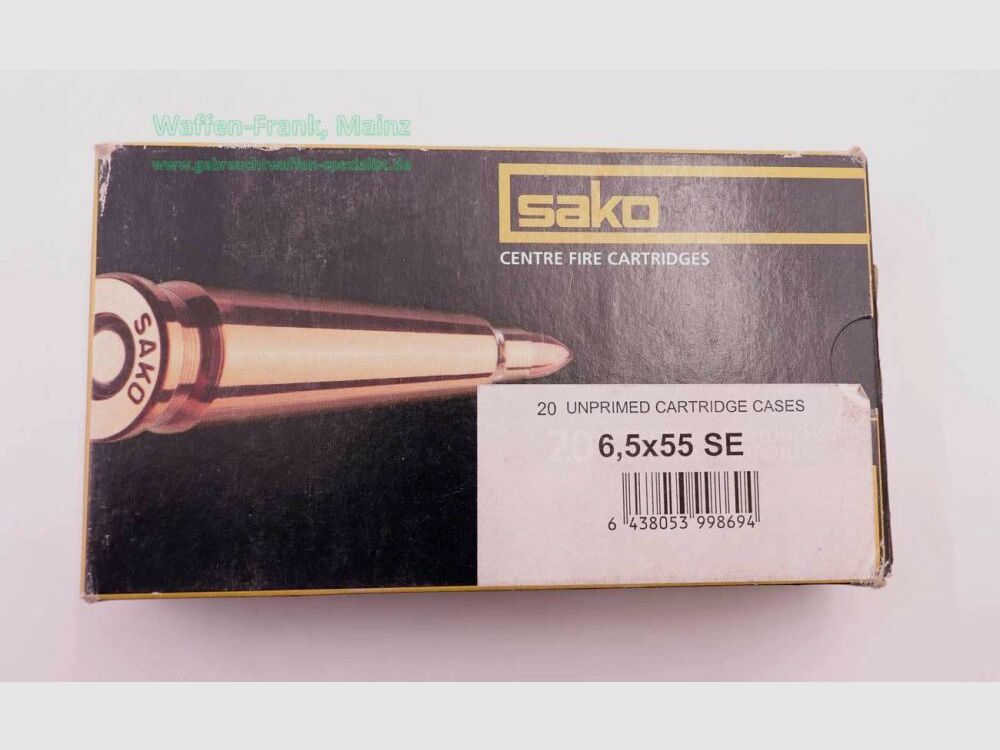 Waffen-Frank, Mainz
www.gebrauchtwaffen-spezialist.de
sako
CENTRE FIRE CARTRIDGES
SAKO
20 UNPRIMED CARTRIDGE CASES
6,5x55 SE
6 438053 998694